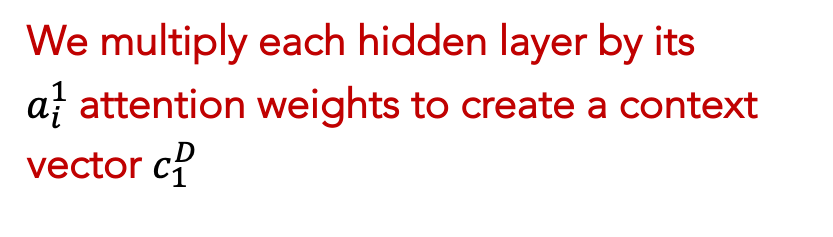 We multiply each hidden layer by its
$a_i^1$ attention weights to create a context
vector $c_1^D$